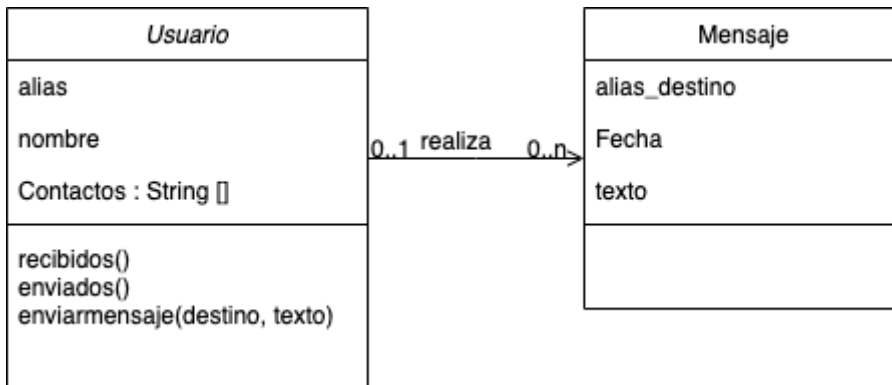 Usuario
alias
nombre
Contactos : String []
recibidos()
enviados()
enviarmensaje(destino, texto)
0..1 realiza 0..n
Mensaje
alias_destino
Fecha
texto